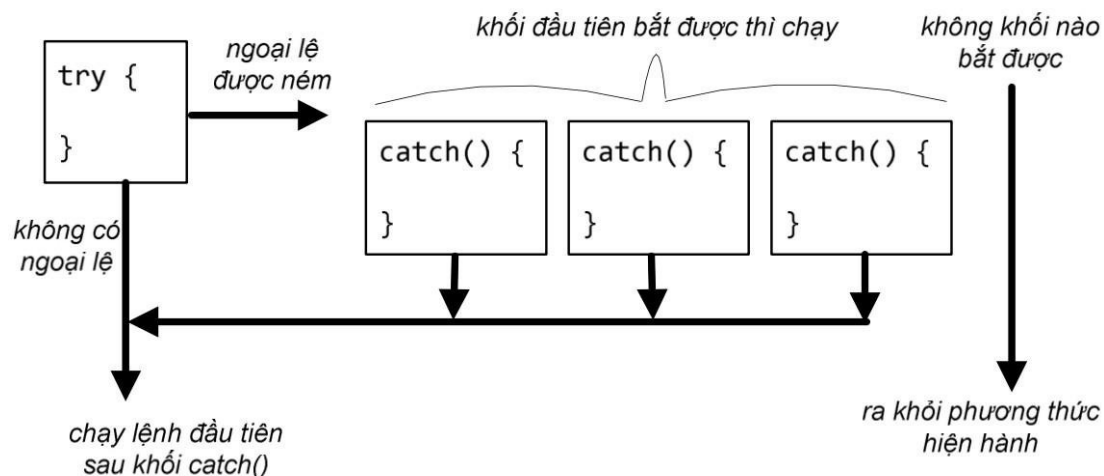 try {
}
ngoại lệ
được ném
khối đầu tiên bắt được thì chạy
catch() {
}
catch() {
}
catch() {
}
không khối nào
bắt được
không có
ngoại lệ
chạy lệnh đầu tiên
sau khối catch()
ra khỏi phương thức
hiện hành